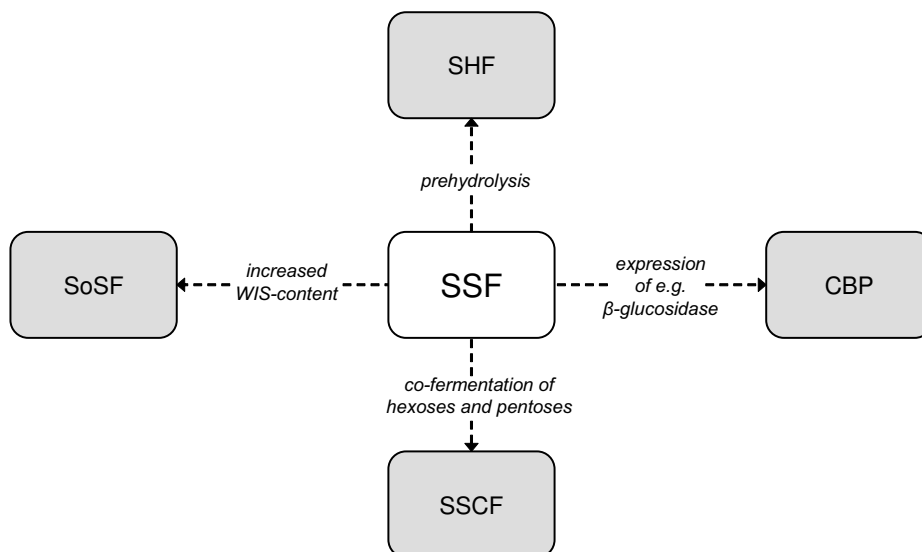 SHF
prehydrolysis
SoSF
increased
WIS-content
SSF
expression
of e.g.
β-glucosidase
CBP
co-fermentation of
hexoses and pentoses
SSCF